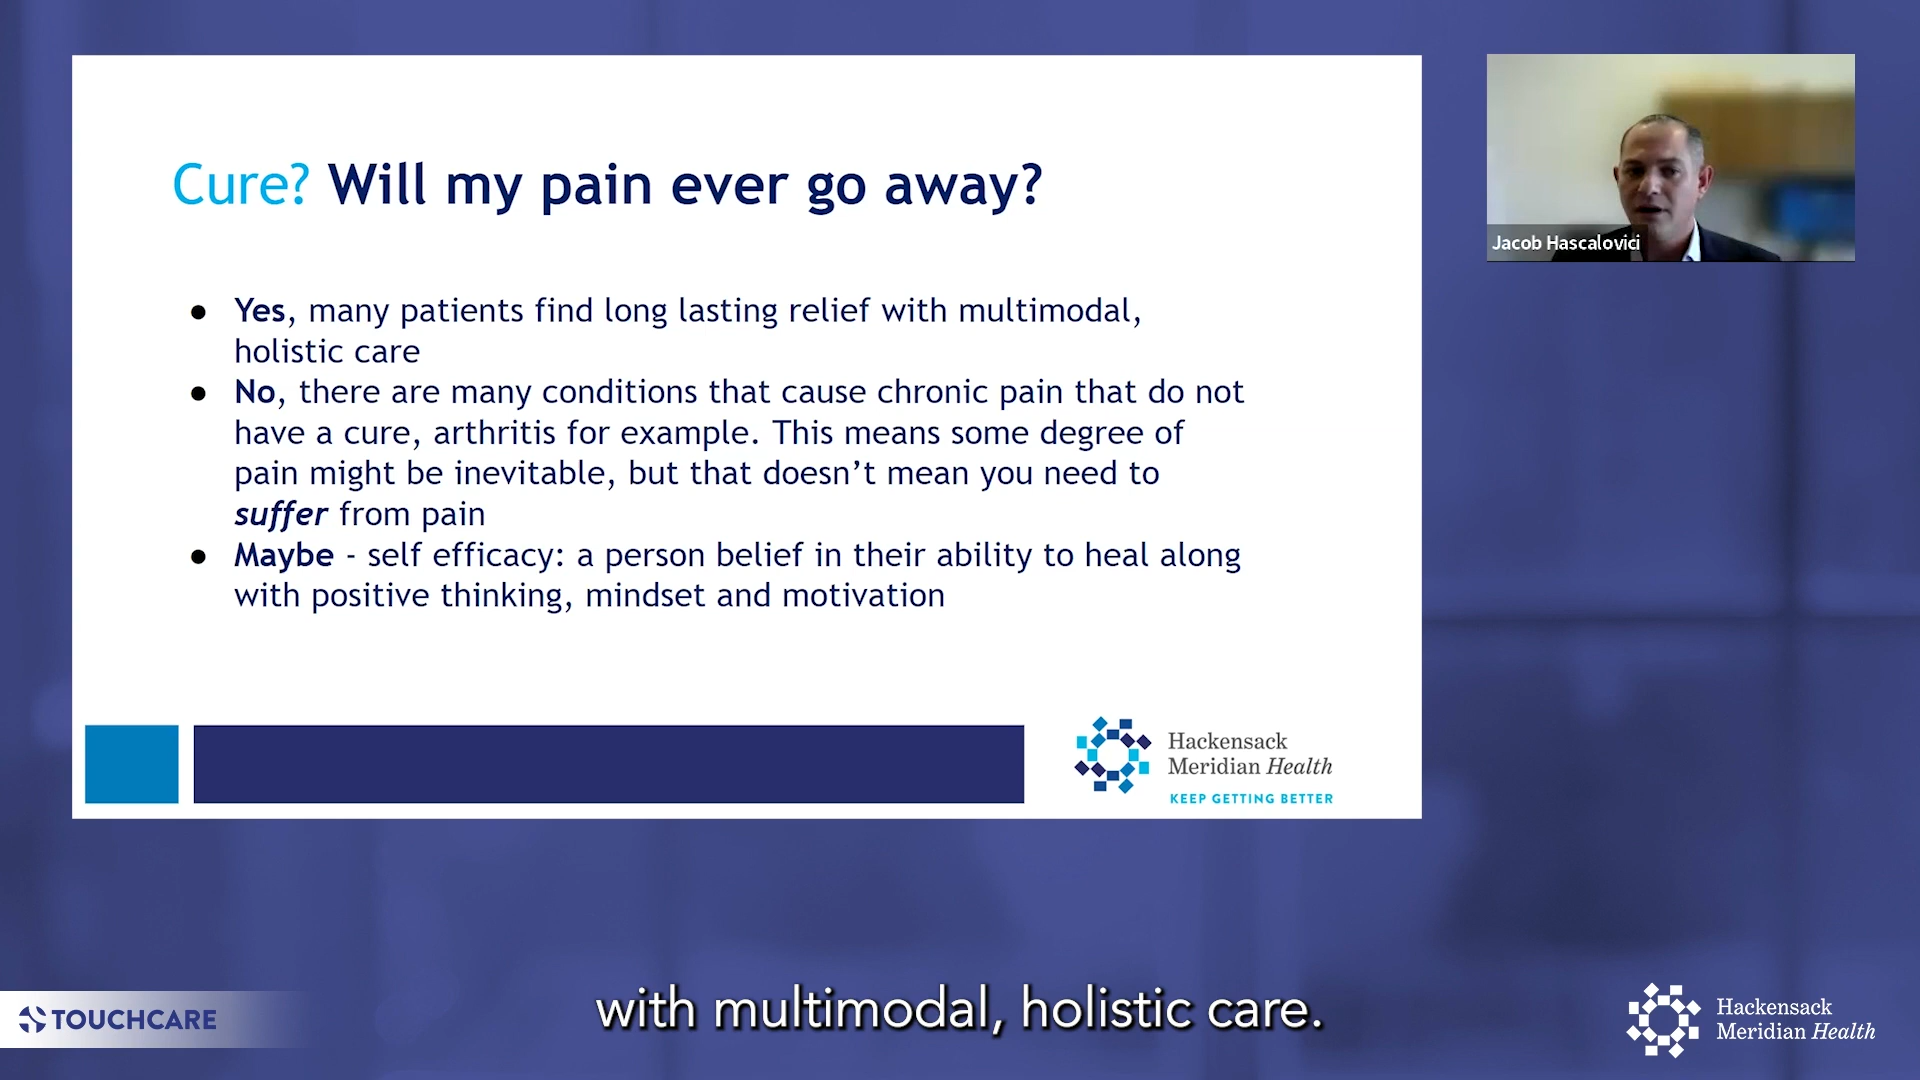 Cure? Will my pain ever go away?
● Yes, many patients find long lasting relief with multimodal,
holistic care
● No, there are many conditions that cause chronic pain that do not
have a cure, arthritis for example. This means some degree of
pain might be inevitable, but that doesn’t mean you need to
suffer from pain
● Maybe - self efficacy: a person belief in their ability to heal along
with positive thinking, mindset and motivation
Hackensack
Meridian Health
KEEP GETTING BETTER
Jacob Hascalovici
with multimodal, holistic care.
TOUCHCARE
Hackensack
Meridian Health